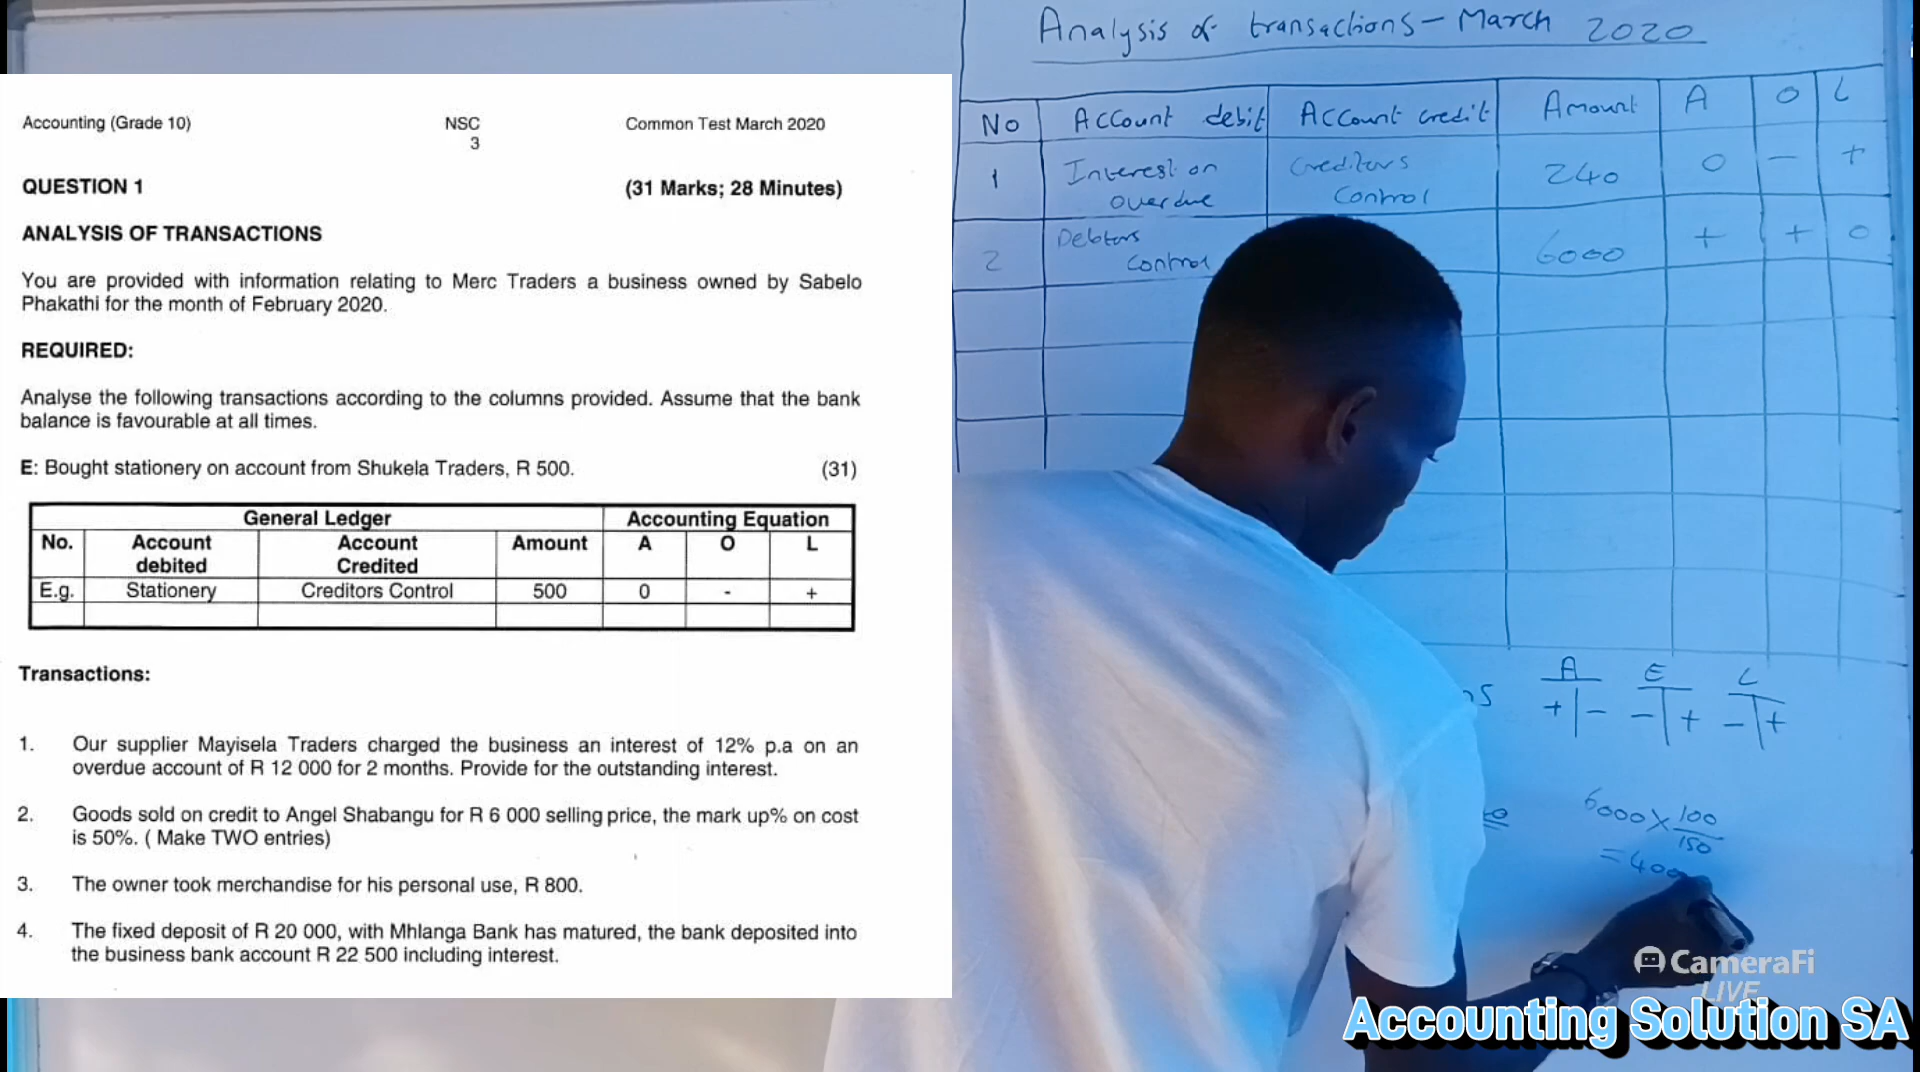 Accounting (Grade 10) NSC Common Test March 2020
3
QUESTION 1 (31 Marks; 28 Minutes)
ANALYSIS OF TRANSACTIONS
You are provided with information relating to Merc Traders a business owned by Sabelo
Phakathi for the month of February 2020.
REQUIRED:
Analyse the following transactions according to the columns provided. Assume that the bank
balance is favourable at all times.
E: Bought stationery on account from Shukela Traders, R 500. (31)
General Ledger Accounting Equation
No. Account debited Account Credited Amount A O L
E.g. Stationery Creditors Control 500 0 - +
Transactions:
1. Our supplier Mayisela Traders charged the business an interest of 12% p.a on an
overdue account of R 12 000 for 2 months. Provide for the outstanding interest.
2. Goods sold on credit to Angel Shabangu for R 6 000 selling price, the mark up% on cost
is 50%. ( Make TWO entries)
3. The owner took merchandise for his personal use, R 800.
4. The fixed deposit of R 20 000, with Mhlanga Bank has matured, the bank deposited into
the business bank account R 22 500 including interest.
Analysis of transactions – March 2020
No Account debit Account credit Amount A O L
1 Interest on overdue Creditors Control 240 0 – +
2 Debtors control 6000 + + 0
A E L
+ – – + – +
6000 × 100
150
= 400
CameraFi
LIVE
Accounting Solution SA